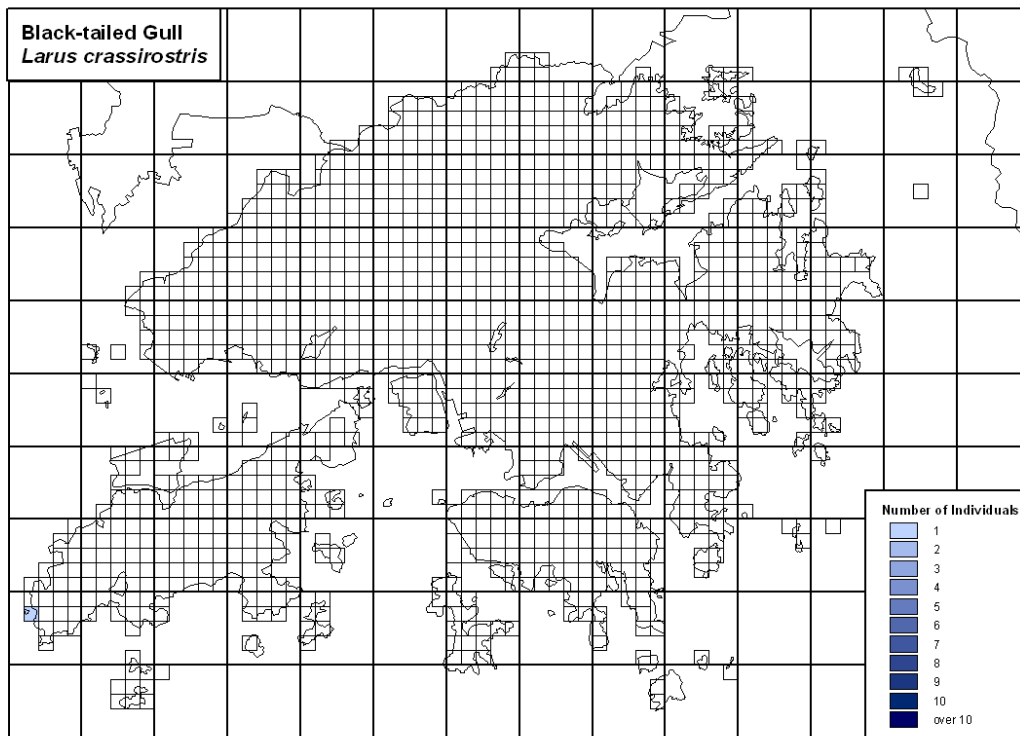 Black-tailed Gull
Larus crassirostris
Number of Individuals
1
2
3
4
5
6
7
8
9
10
over 10